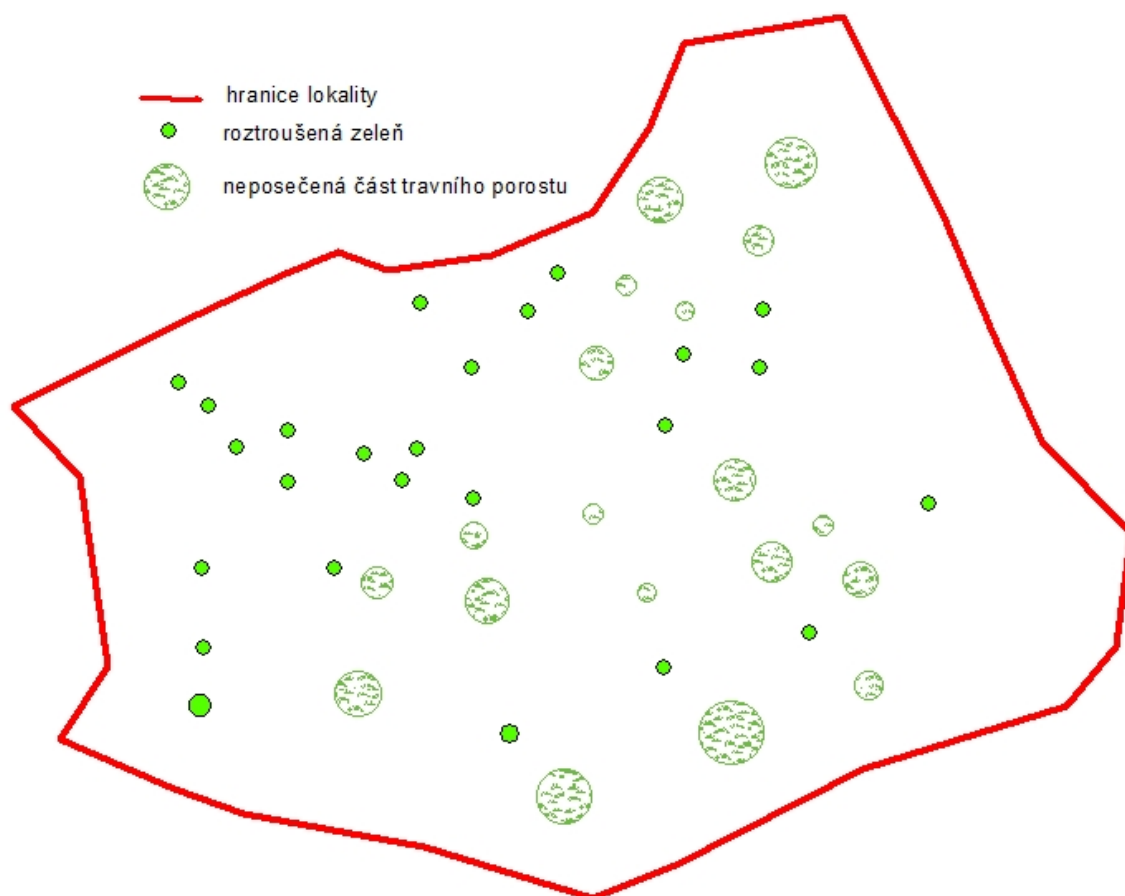 hranice lokality
roztroušená zeleň
neposečená část travního porostu